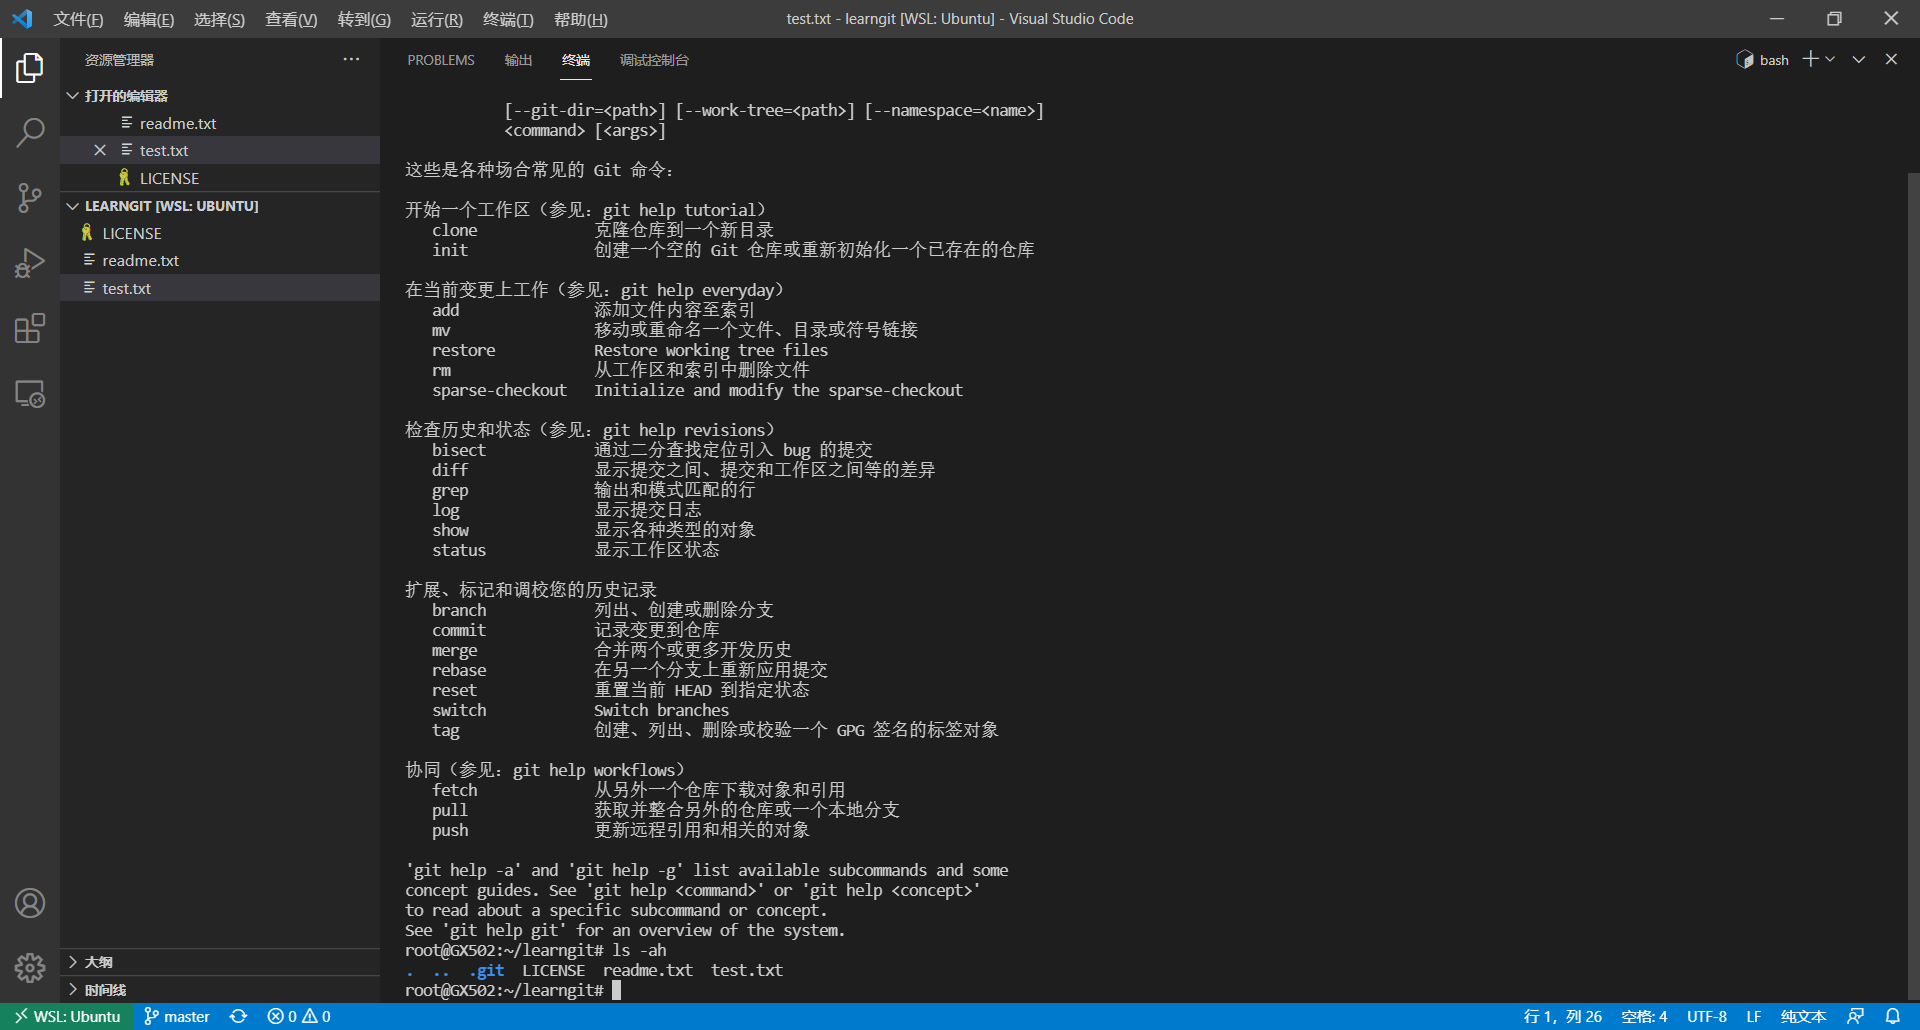 文件(F) 编辑(E) 选择(S) 查看(V) 转到(G) 运行(R) 终端(T) 帮助(H) test.txt - learngit [WSL: Ubuntu] - Visual Studio Code
资源管理器 ···
打开的编辑器
readme.txt
test.txt
LICENSE
LEARNGIT [WSL: UBUNTU]
LICENSE
readme.txt
test.txt
大纲
时间线
PROBLEMS 输出 终端 调试控制台 bash
[--git-dir=<path>] [--work-tree=<path>] [--namespace=<name>]
<command> [<args>]
这些是各种场合常见的 Git 命令：
开始一个工作区（参见：git help tutorial）
clone 克隆仓库到一个新目录
init 创建一个空的 Git 仓库或重新初始化一个已存在的仓库
在当前变更上工作（参见：git help everyday）
add 添加文件内容至索引
mv 移动或重命名一个文件、目录或符号链接
restore Restore working tree files
rm 从工作区和索引中删除文件
sparse-checkout Initialize and modify the sparse-checkout
检查历史和状态（参见：git help revisions）
bisect 通过二分查找定位引入 bug 的提交
diff 显示提交之间、提交和工作区之间等的差异
grep 输出和模式匹配的行
log 显示提交日志
show 显示各种类型的对象
status 显示工作区状态
扩展、标记和调校您的历史记录
branch 列出、创建或删除分支
commit 记录变更到仓库
merge 合并两个或更多开发历史
rebase 在另一个分支上重新应用提交
reset 重置当前 HEAD 到指定状态
switch Switch branches
tag 创建、列出、删除或校验一个 GPG 签名的标签对象
协同（参见：git help workflows）
fetch 从另外一个仓库下载对象和引用
pull 获取并整合另外的仓库或一个本地分支
push 更新远程引用和相关的对象
'git help -a' and 'git help -g' list available subcommands and some
concept guides. See 'git help <command>' or 'git help <concept>'
to read about a specific subcommand or concept.
See 'git help git' for an overview of the system.
root@GX502:~/learngit# ls -ah
. .. .git LICENSE readme.txt test.txt
root@GX502:~/learngit#
WSL: Ubuntu master 0 0 行 1，列 26 空格: 4 UTF-8 LF 纯文本